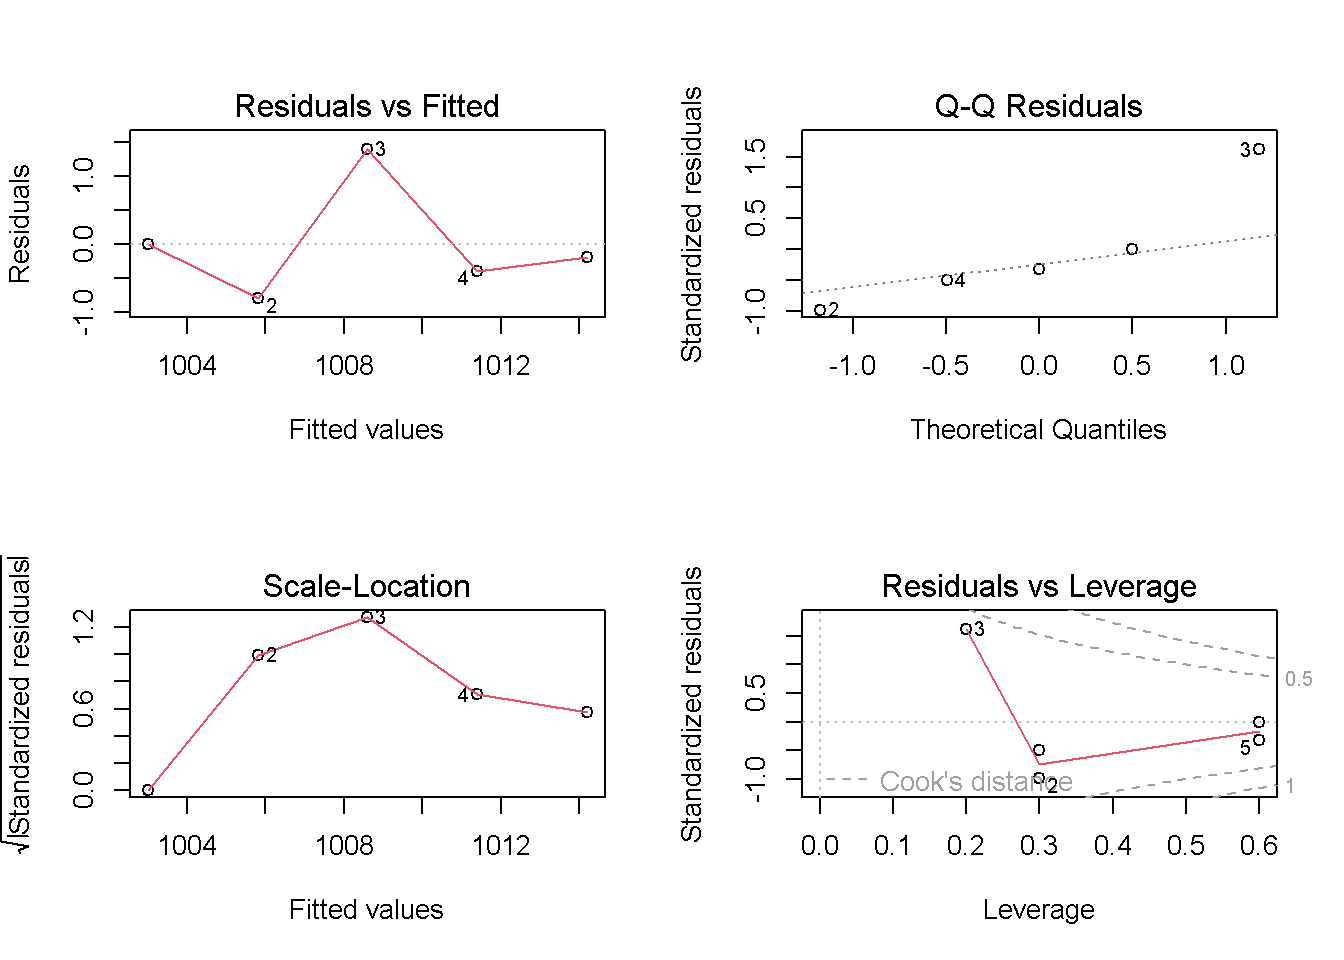 Residuals vs Fitted
Residuals
-1.0 0.0 1.0
3
2
4
1004 1008 1012
Fitted values
Q-Q Residuals
Standardized residuals
-1.0 0.5 1.5
3
4
2
-1.0 -0.5 0.0 0.5 1.0
Theoretical Quantiles
Scale-Location
√|Standardized residuals|
0.0 0.6 1.2
3
2
4
1004 1008 1012
Fitted values
Residuals vs Leverage
Standardized residuals
-1.0 0.5
3
0.5
5
2
1
Cook's distance
0.0 0.1 0.2 0.3 0.4 0.5 0.6
Leverage